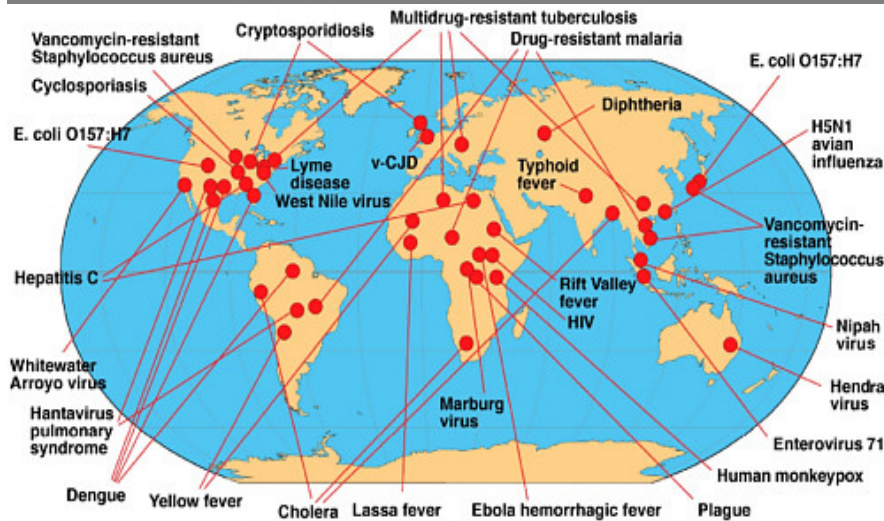 Multidrug-resistant tuberculosis
Cryptosporidiosis
Drug-resistant malaria
Vancomycin-resistant
Staphylococcus aureus
E. coli O157:H7
Cyclosporiasis
Diphtheria
E. coli O157:H7
H5N1
avian
influenza
v-CJD
Lyme
disease
Typhoid
fever
West Nile virus
Vancomycin-
resistant
Staphylococcus
aureus
Hepatitis C
Rift Valley
fever
HIV
Nipah
virus
Whitewater
Arroyo virus
Hendra
virus
Hantavirus
pulmonary
syndrome
Marburg
virus
Enterovirus 71
Human monkeypox
Dengue
Yellow fever
Cholera
Lassa fever
Ebola hemorrhagic fever
Plague